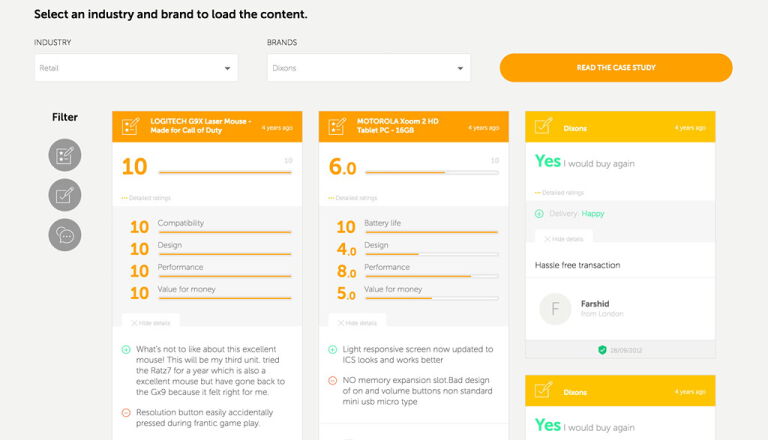 Select an industry and brand to load the content.
INDUSTRY
BRANDS
Retail
Dixons
READ THE CASE STUDY
Filter
LOGITECH G9X Laser Mouse -
Made for Call of Duty
4 years ago
10
10
Detailed ratings
10 Compatibility
10 Design
10 Performance
10 Value for money
Hide details
What's not to like about this excellent
mouse! This will be my third unit. tried
the Ratz7 for a year which is also a
excellent mouse but have gone back to
the Gx9 because it felt right for me.
Resolution button easily accidentally
pressed during frantic game play.
MOTOROLA Xoom 2 HD
Tablet PC - 16GB
4 years ago
6.0
10
Detailed ratings
10 Battery life
4.0 Design
8.0 Performance
5.0 Value for money
Hide details
Light responsive screen now updated to
ICS looks and works better
NO memory expansion slot.Bad design
of on and volume buttons non standard
mini usb micro type
Dixons
4 years ago
Yes I would buy again
Detailed ratings
Delivery: Happy
Hide details
Hassle free transaction
F
Farshid
From London
28/09/2012
Dixons
4 years ago
Yes I would buy again